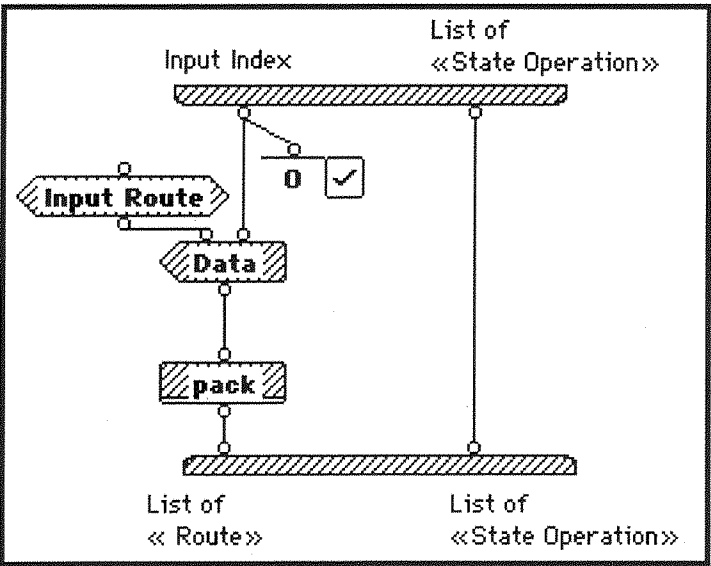 List of
Input Index
≪State Operation≫
0
Input Route
Data
pack
List of
≪ Route≫
List of
≪State Operation≫